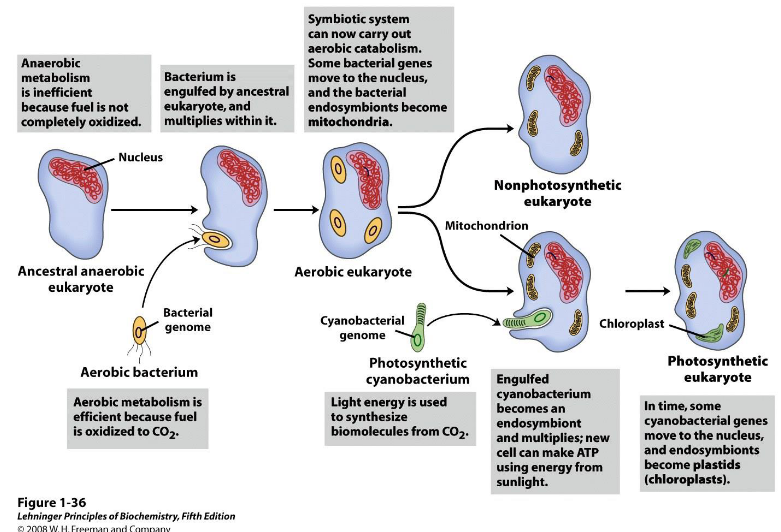 Anaerobic
metabolism
is inefficient
because fuel is not
completely oxidized.
Bacterium is
engulfed by ancestral
eukaryote, and
multiplies within it.
Symbiotic system
can now carry out
aerobic catabolism.
Some bacterial genes
move to the nucleus,
and the bacterial
endosymbionts become
mitochondria.
Nucleus
Ancestral anaerobic
eukaryote
Aerobic eukaryote
Nonphotosynthetic
eukaryote
Bacterial
genome
Aerobic bacterium
Aerobic metabolism is
efficient because fuel
is oxidized to CO₂.
Mitochondrion
Cyanobacterial
genome
Photosynthetic
cyanobacterium
Light energy is used
to synthesize
biomolecules from CO₂.
Engulfed
cyanobacterium
becomes an
endosymbiont
and multiplies; new
cell can make ATP
using energy from
sunlight.
Chloroplast
Photosynthetic
eukaryote
In time, some
cyanobacterial genes
move to the nucleus,
and endosymbionts
become plastids
(chloroplasts).
Figure 1-36
Lehninger Principles of Biochemistry, Fifth Edition
© 2008 W. H. Freeman and Company